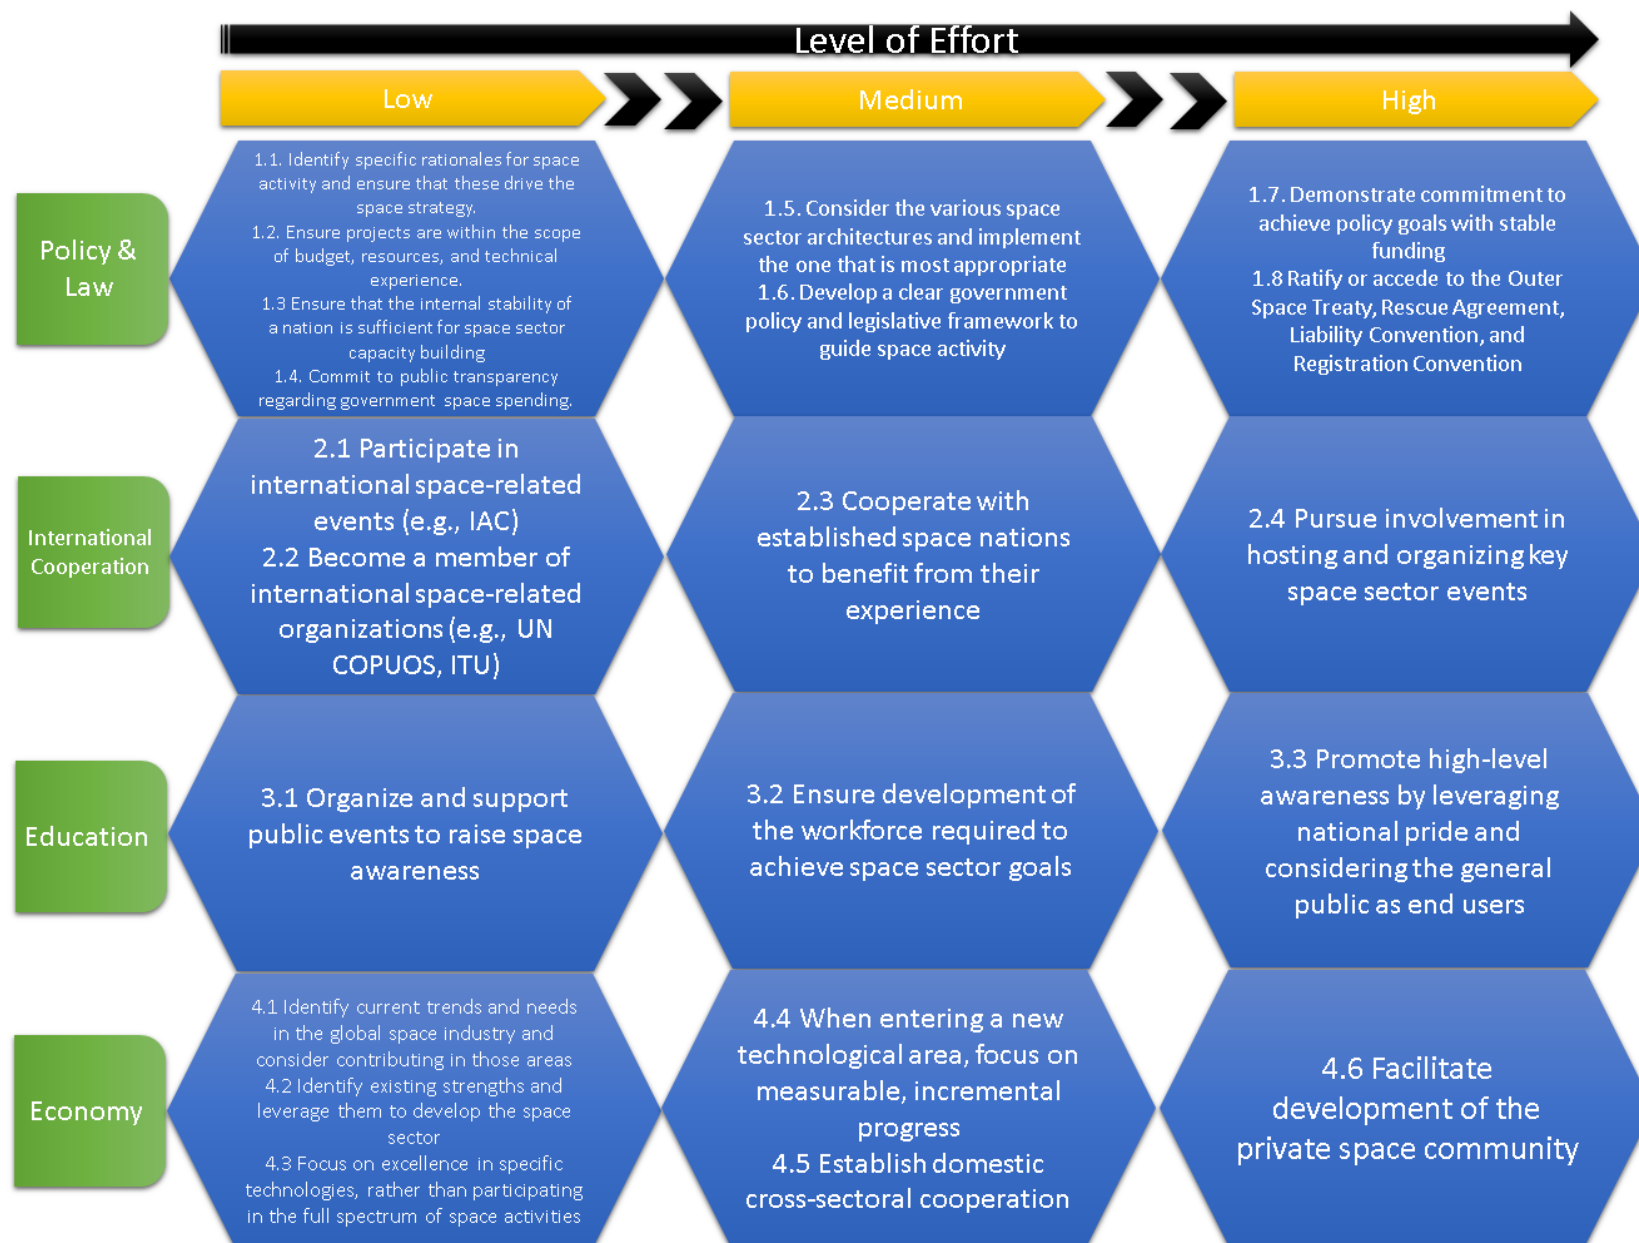 Level of Effort
Low
Medium
High
Policy &
Law
1.1. Identify specific rationales for space
activity and ensure that these drive the
space strategy.
1.2. Ensure projects are within the scope
of budget, resources, and technical
experience.
1.3 Ensure that the internal stability of
a nation is sufficient for space sector
capacity building
1.4. Commit to public transparency
regarding government space spending.
1.5. Consider the various space
sector architectures and implement
the one that is most appropriate
1.6. Develop a clear government
policy and legislative framework to
guide space activity
1.7. Demonstrate commitment to
achieve policy goals with stable
funding
1.8 Ratify or accede to the Outer
Space Treaty, Rescue Agreement,
Liability Convention, and
Registration Convention
International
Cooperation
2.1 Participate in
international space-related
events (e.g., IAC)
2.2 Become a member of
international space-related
organizations (e.g., UN
COPUOS, ITU)
2.3 Cooperate with
established space nations
to benefit from their
experience
2.4 Pursue involvement in
hosting and organizing key
space sector events
Education
3.1 Organize and support
public events to raise space
awareness
3.2 Ensure development of
the workforce required to
achieve space sector goals
3.3 Promote high-level
awareness by leveraging
national pride and
considering the general
public as end users
Economy
4.1 Identify current trends and needs
in the global space industry and
consider contributing in those areas
4.2 Identify existing strengths and
leverage them to develop the space
sector
4.3 Focus on excellence in specific
technologies, rather than participating
in the full spectrum of space activities
4.4 When entering a new
technological area, focus on
measurable, incremental
progress
4.5 Establish domestic
cross-sectoral cooperation
4.6 Facilitate
development of the
private space community